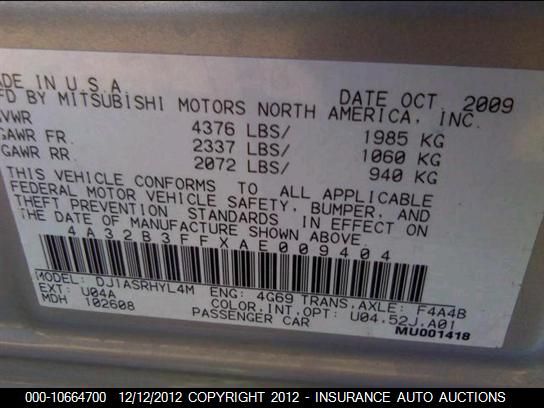 ADE IN U.S.A. DATE OCT. 2009
FD BY MITSUBISHI MOTORS NORTH AMERICA, INC.
VWR 4376 LBS/ 1985 KG
GAWR FR. 2337 LBS/ 1060 KG
GAWR RR 2072 LBS/ 940 KG
THIS VEHICLE CONFORMS TO ALL APPLICABLE
FEDERAL MOTOR VEHICLE SAFETY, BUMPER, AND
THEFT PREVENTION STANDARDS IN EFFECT ON
THE DATE OF MANUFACTURE SHOWN ABOVE.
4A32B3FFXAE009404
MODEL: DJ1ASRHYL4M ENG: 4G69 TRANS.AXLE: F4A4B
EXT: U04A COLOR.INT.OPT: U04.52J.A01
MDH 102608 PASSENGER CAR
MU001418
000-10664700 12/12/2012 COPYRIGHT 2012 - INSURANCE AUTO AUCTIONS